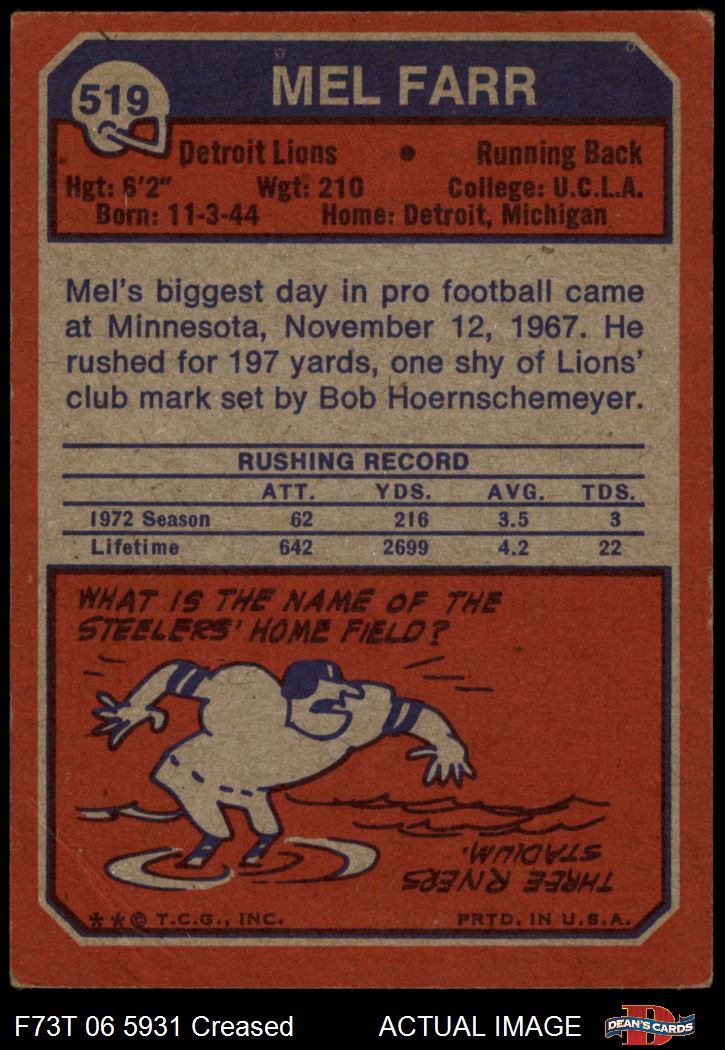 519
MEL FARR
Detroit Lions • Running Back
Hgt: 6'2" Wgt: 210 College: U.C.L.A.
Born: 11-3-44 Home: Detroit, Michigan
Mel's biggest day in pro football came
at Minnesota, November 12, 1967. He
rushed for 197 yards, one shy of Lions'
club mark set by Bob Hoernschemeyer.
RUSHING RECORD
ATT. YDS. AVG. TDS.
1972 Season 62 216 3.5 3
Lifetime 642 2699 4.2 22
WHAT IS THE NAME OF THE
STEELERS' HOME FIELD?
THREE RIVERS
STADIUM.
** © T.C.G., INC. PRTD. IN U.S.A.
F73T 06 5931 Creased ACTUAL IMAGE
D
DEAN'S CARDS